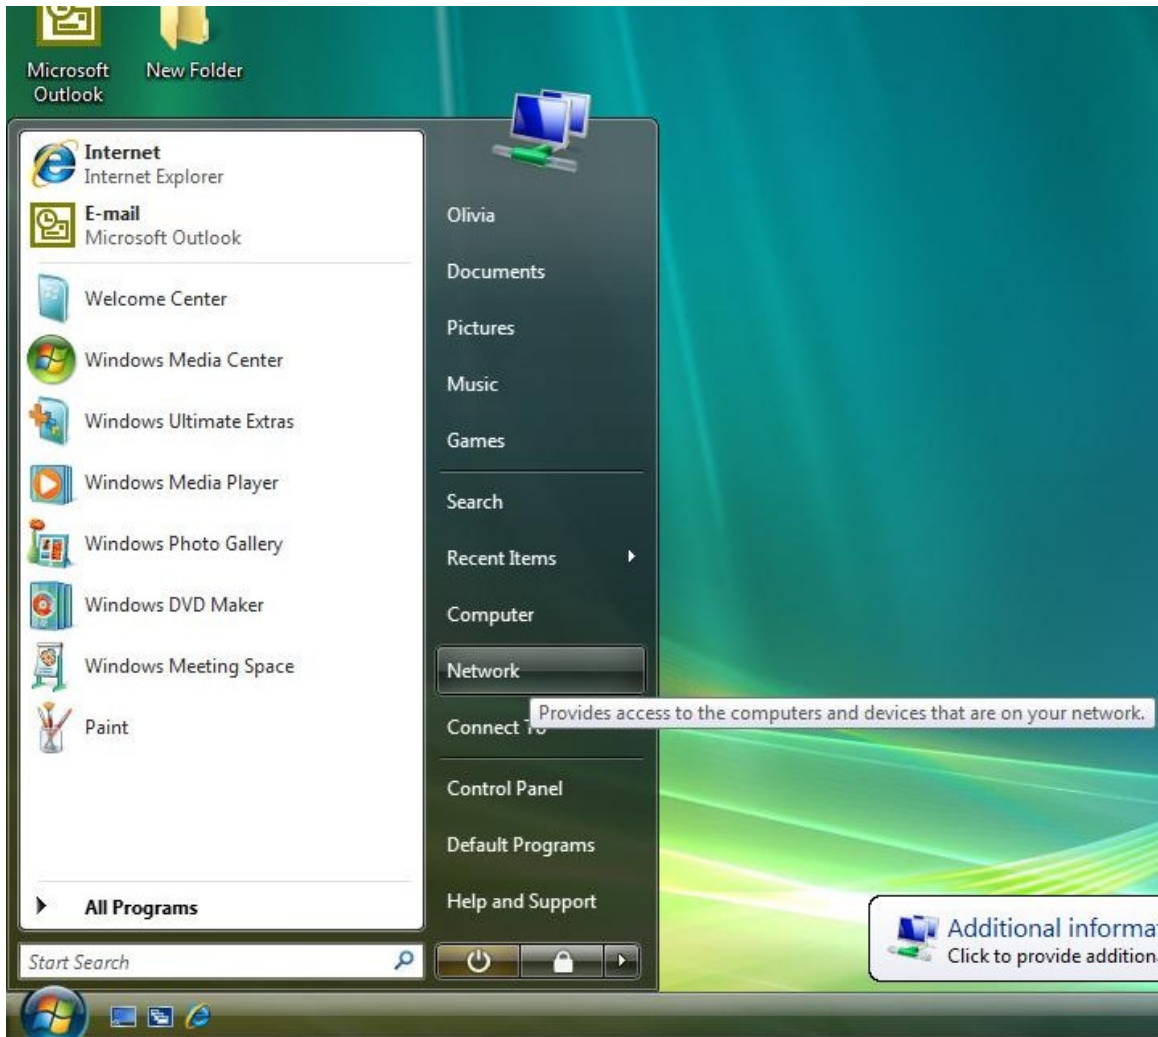 Microsoft
Outlook
New Folder
Internet
Internet Explorer
E-mail
Microsoft Outlook
Welcome Center
Windows Media Center
Windows Ultimate Extras
Windows Media Player
Windows Photo Gallery
Windows DVD Maker
Windows Meeting Space
Paint
All Programs
Start Search
Olivia
Documents
Pictures
Music
Games
Search
Recent Items
Computer
Network
Provides access to the computers and devices that are on your network.
Connect To
Control Panel
Default Programs
Help and Support
Additional informa
Click to provide addition